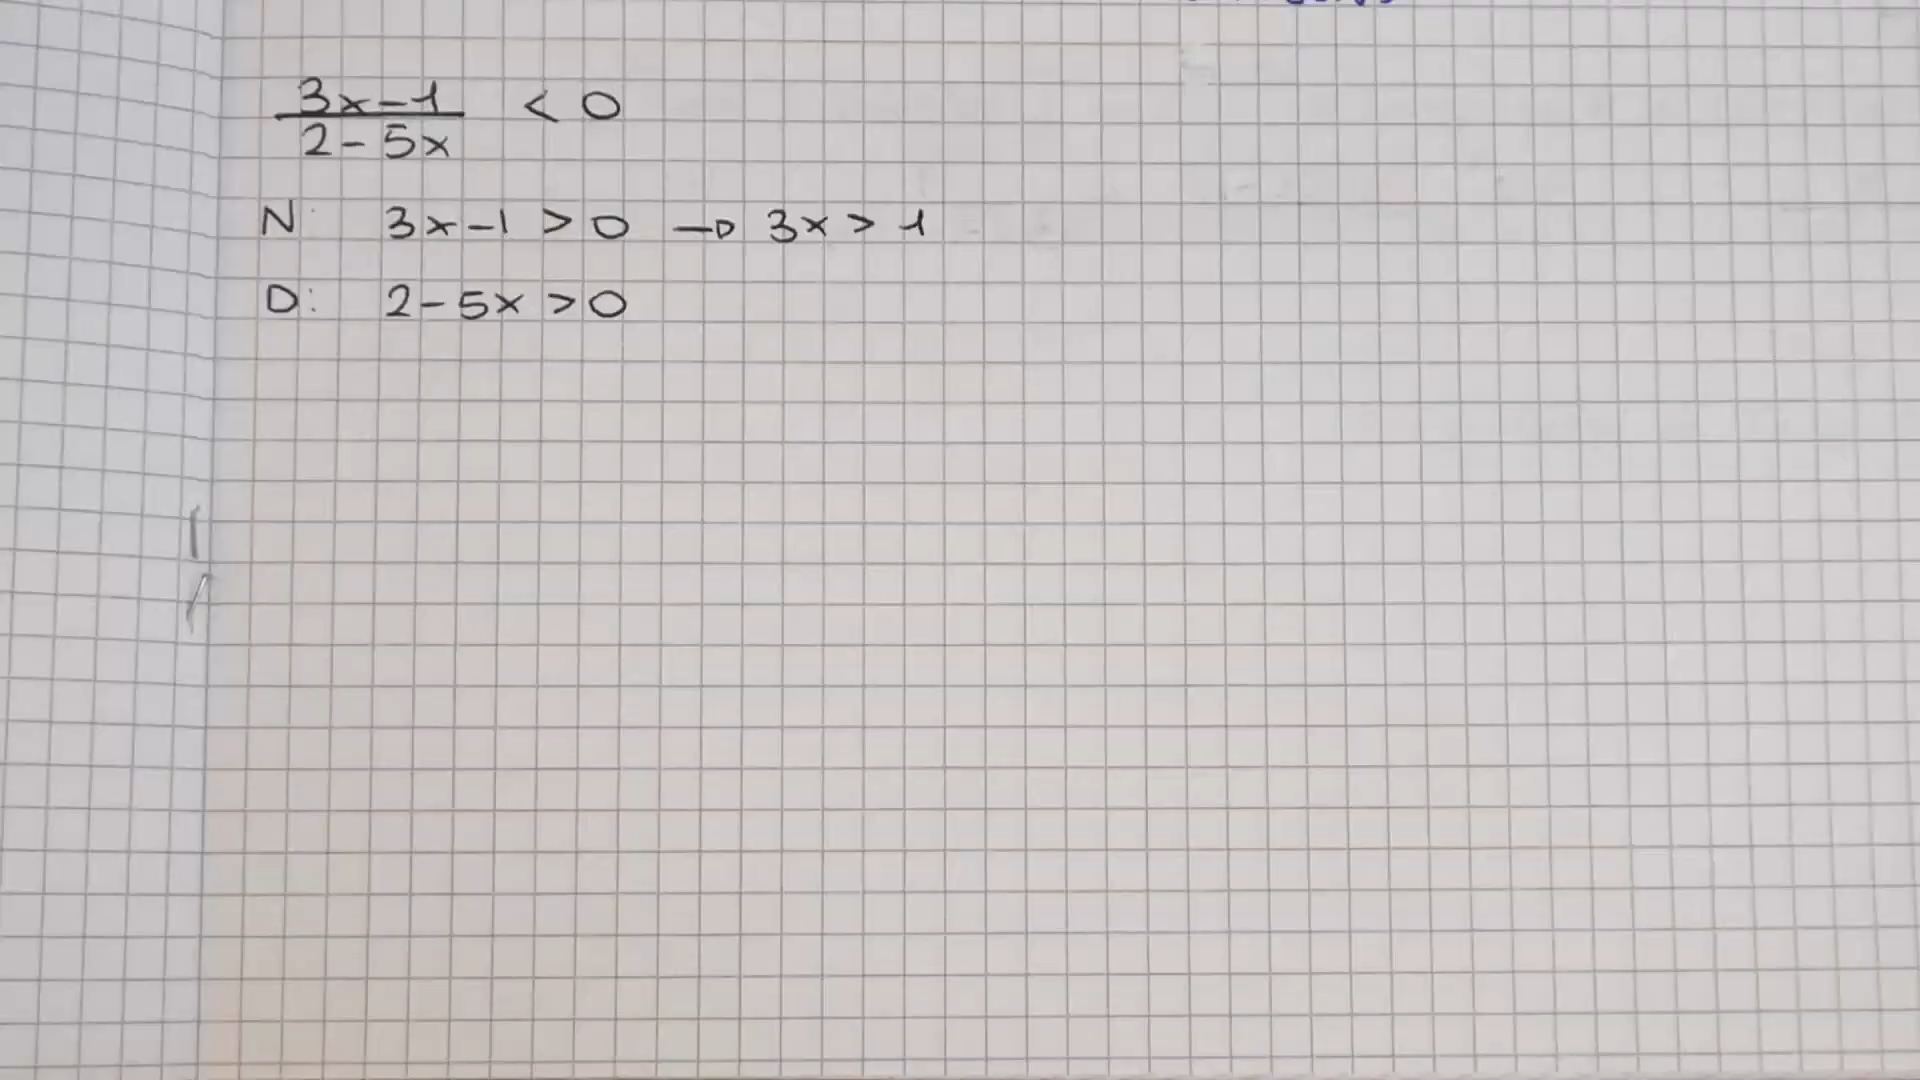 3x-1 < 0
2-5x
N: 3x-1 > 0 → 3x > 1
D: 2-5x > 0